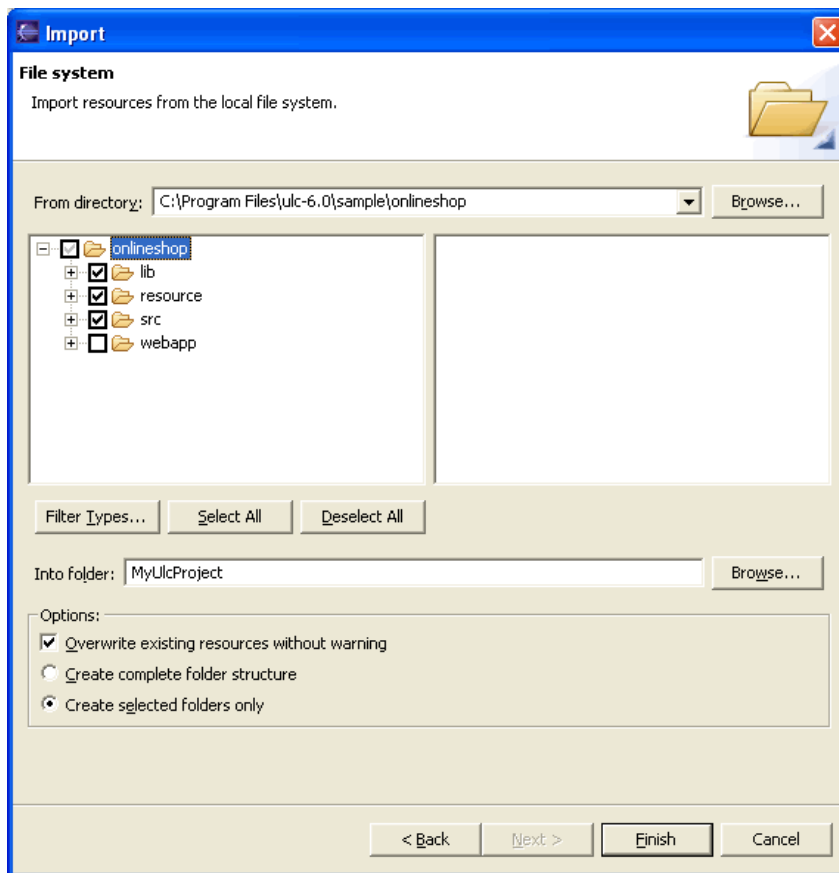 Import
File system
Import resources from the local file system.
From directory: C:\Program Files\ulc-6.0\sample\onlineshop Browse...
onlineshop
lib
resource
src
webapp
Filter Types... Select All Deselect All
Into folder: MyUlcProject Browse...
Options:
Overwrite existing resources without warning
Create complete folder structure
Create selected folders only
< Back Next > Finish Cancel